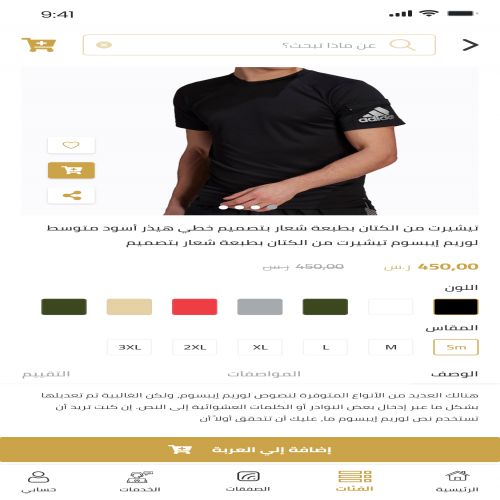 9:41
عن ماذا تبحث؟
adidas
تيشيرت من الكتان بطبعة شعار بتصميم خطي هيذر أسود متوسط
لوريم إيبسوم تيشيرت من الكتان بطبعة شعار بتصميم
450,00 ر.س 450,00 ر.س
اللون
المقاس
Sm M L XL 2XL 3XL
الوصف المواصفات التقييم
هنالك العديد من الأنواع المتوفرة لنصوص لوريم إيبسوم، ولكن الغالبية تم تعديلها
بشكل ما عبر إدخال بعض النوادر أو الكلمات العشوائية إلى النص. إن كنت تريد أن
تستخدم نص لوريم إيبسوم ما، عليك أن تتحقق أولاً أن
إضافة إلي العربة
الرئيسية الفئات الصفقات الخدمات حسابي